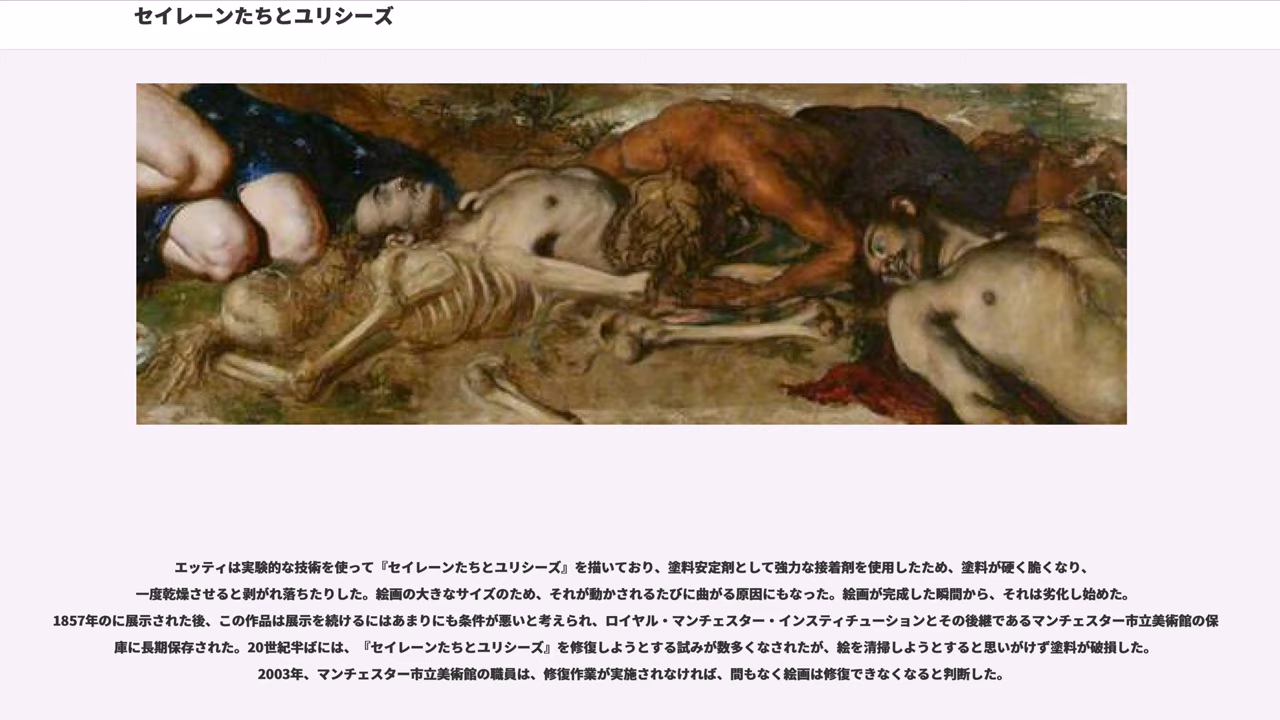 セイレーンたちとユリシーズ
エッティは実験的な技術を使って『セイレーンたちとユリシーズ』を描いており、塗料安定剤として強力な接着剤を使用したため、塗料が硬く脆くなり、
一度乾燥させると剥がれ落ちたりした。絵画の大きなサイズのため、それが動かされるたびに曲がる原因にもなった。絵画が完成した瞬間から、それは劣化し始めた。
1857年のに展示された後、この作品は展示を続けるにはあまりにも条件が悪いと考えられ、ロイヤル・マンチェスター・インスティチューションとその後継であるマンチェスター市立美術館の保
庫に長期保存された。20世紀半ばには、『セイレーンたちとユリシーズ』を修復しようとする試みが数多くなされたが、絵を清掃しようとすると思いがけず塗料が破損した。
2003年、マンチェスター市立美術館の職員は、修復作業が実施されなければ、間もなく絵画は修復できなくなると判断した。